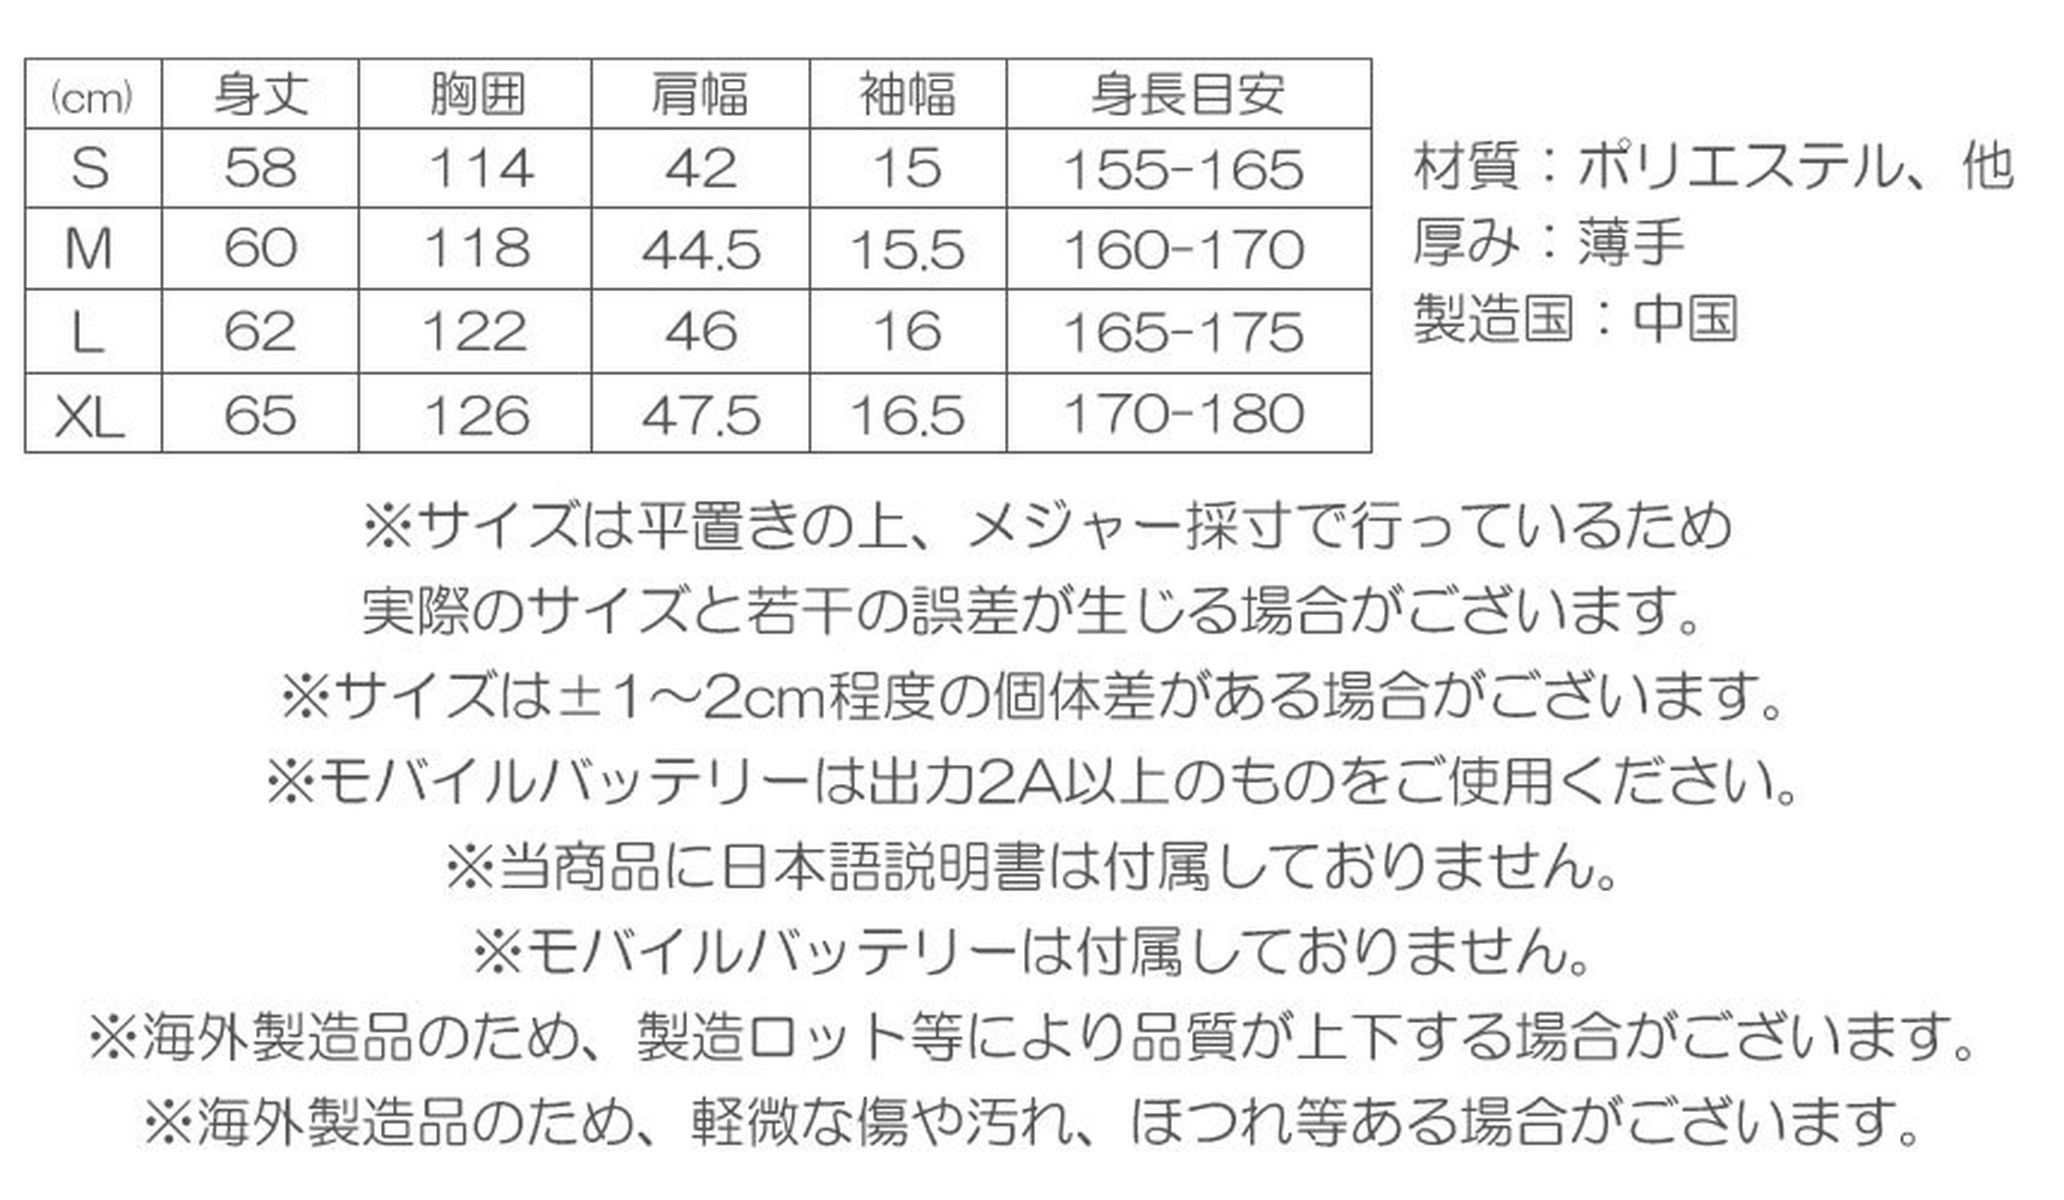 (cm) 身丈 胸囲 肩幅 袖幅 身長目安
S 58 114 42 15 155-165
M 60 118 44.5 15.5 160-170
L 62 122 46 16 165-175
XL 65 126 47.5 16.5 170-180
材質：ポリエステル、他
厚み：薄手
製造国：中国
※サイズは平置きの上、メジャー採寸で行っているため
実際のサイズと若干の誤差が生じる場合がございます。
※サイズは±1〜2cm程度の個体差がある場合がございます。
※モバイルバッテリーは出力2A以上のものをご使用ください。
※当商品に日本語説明書は付属しておりません。
※モバイルバッテリーは付属しておりません。
※海外製造品のため、製造ロット等により品質が上下する場合がございます。
※海外製造品のため、軽微な傷や汚れ、ほつれ等ある場合がございます。